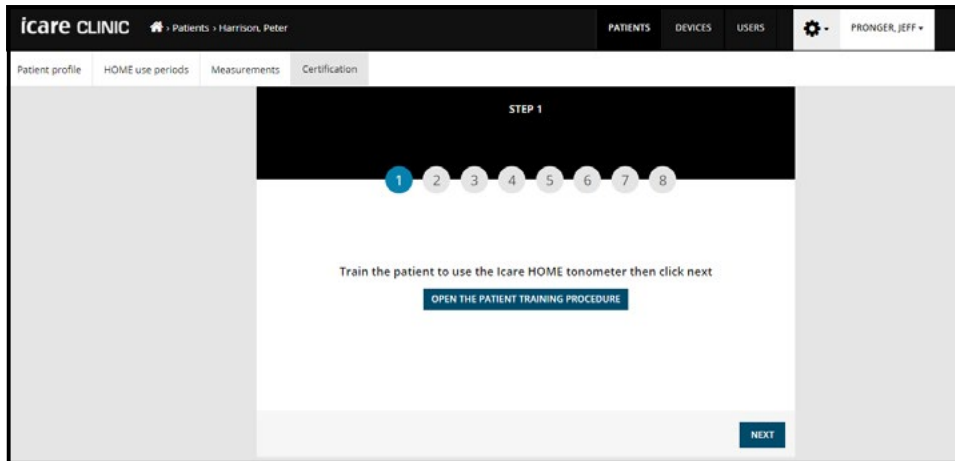 icare CLINIC › Patients › Harrison, Peter PATIENTS DEVICES USERS PRONGER, JEFF
Patient profile HOME use periods Measurements Certification
STEP 1
1 2 3 4 5 6 7 8
Train the patient to use the Icare HOME tonometer then click next
OPEN THE PATIENT TRAINING PROCEDURE
NEXT